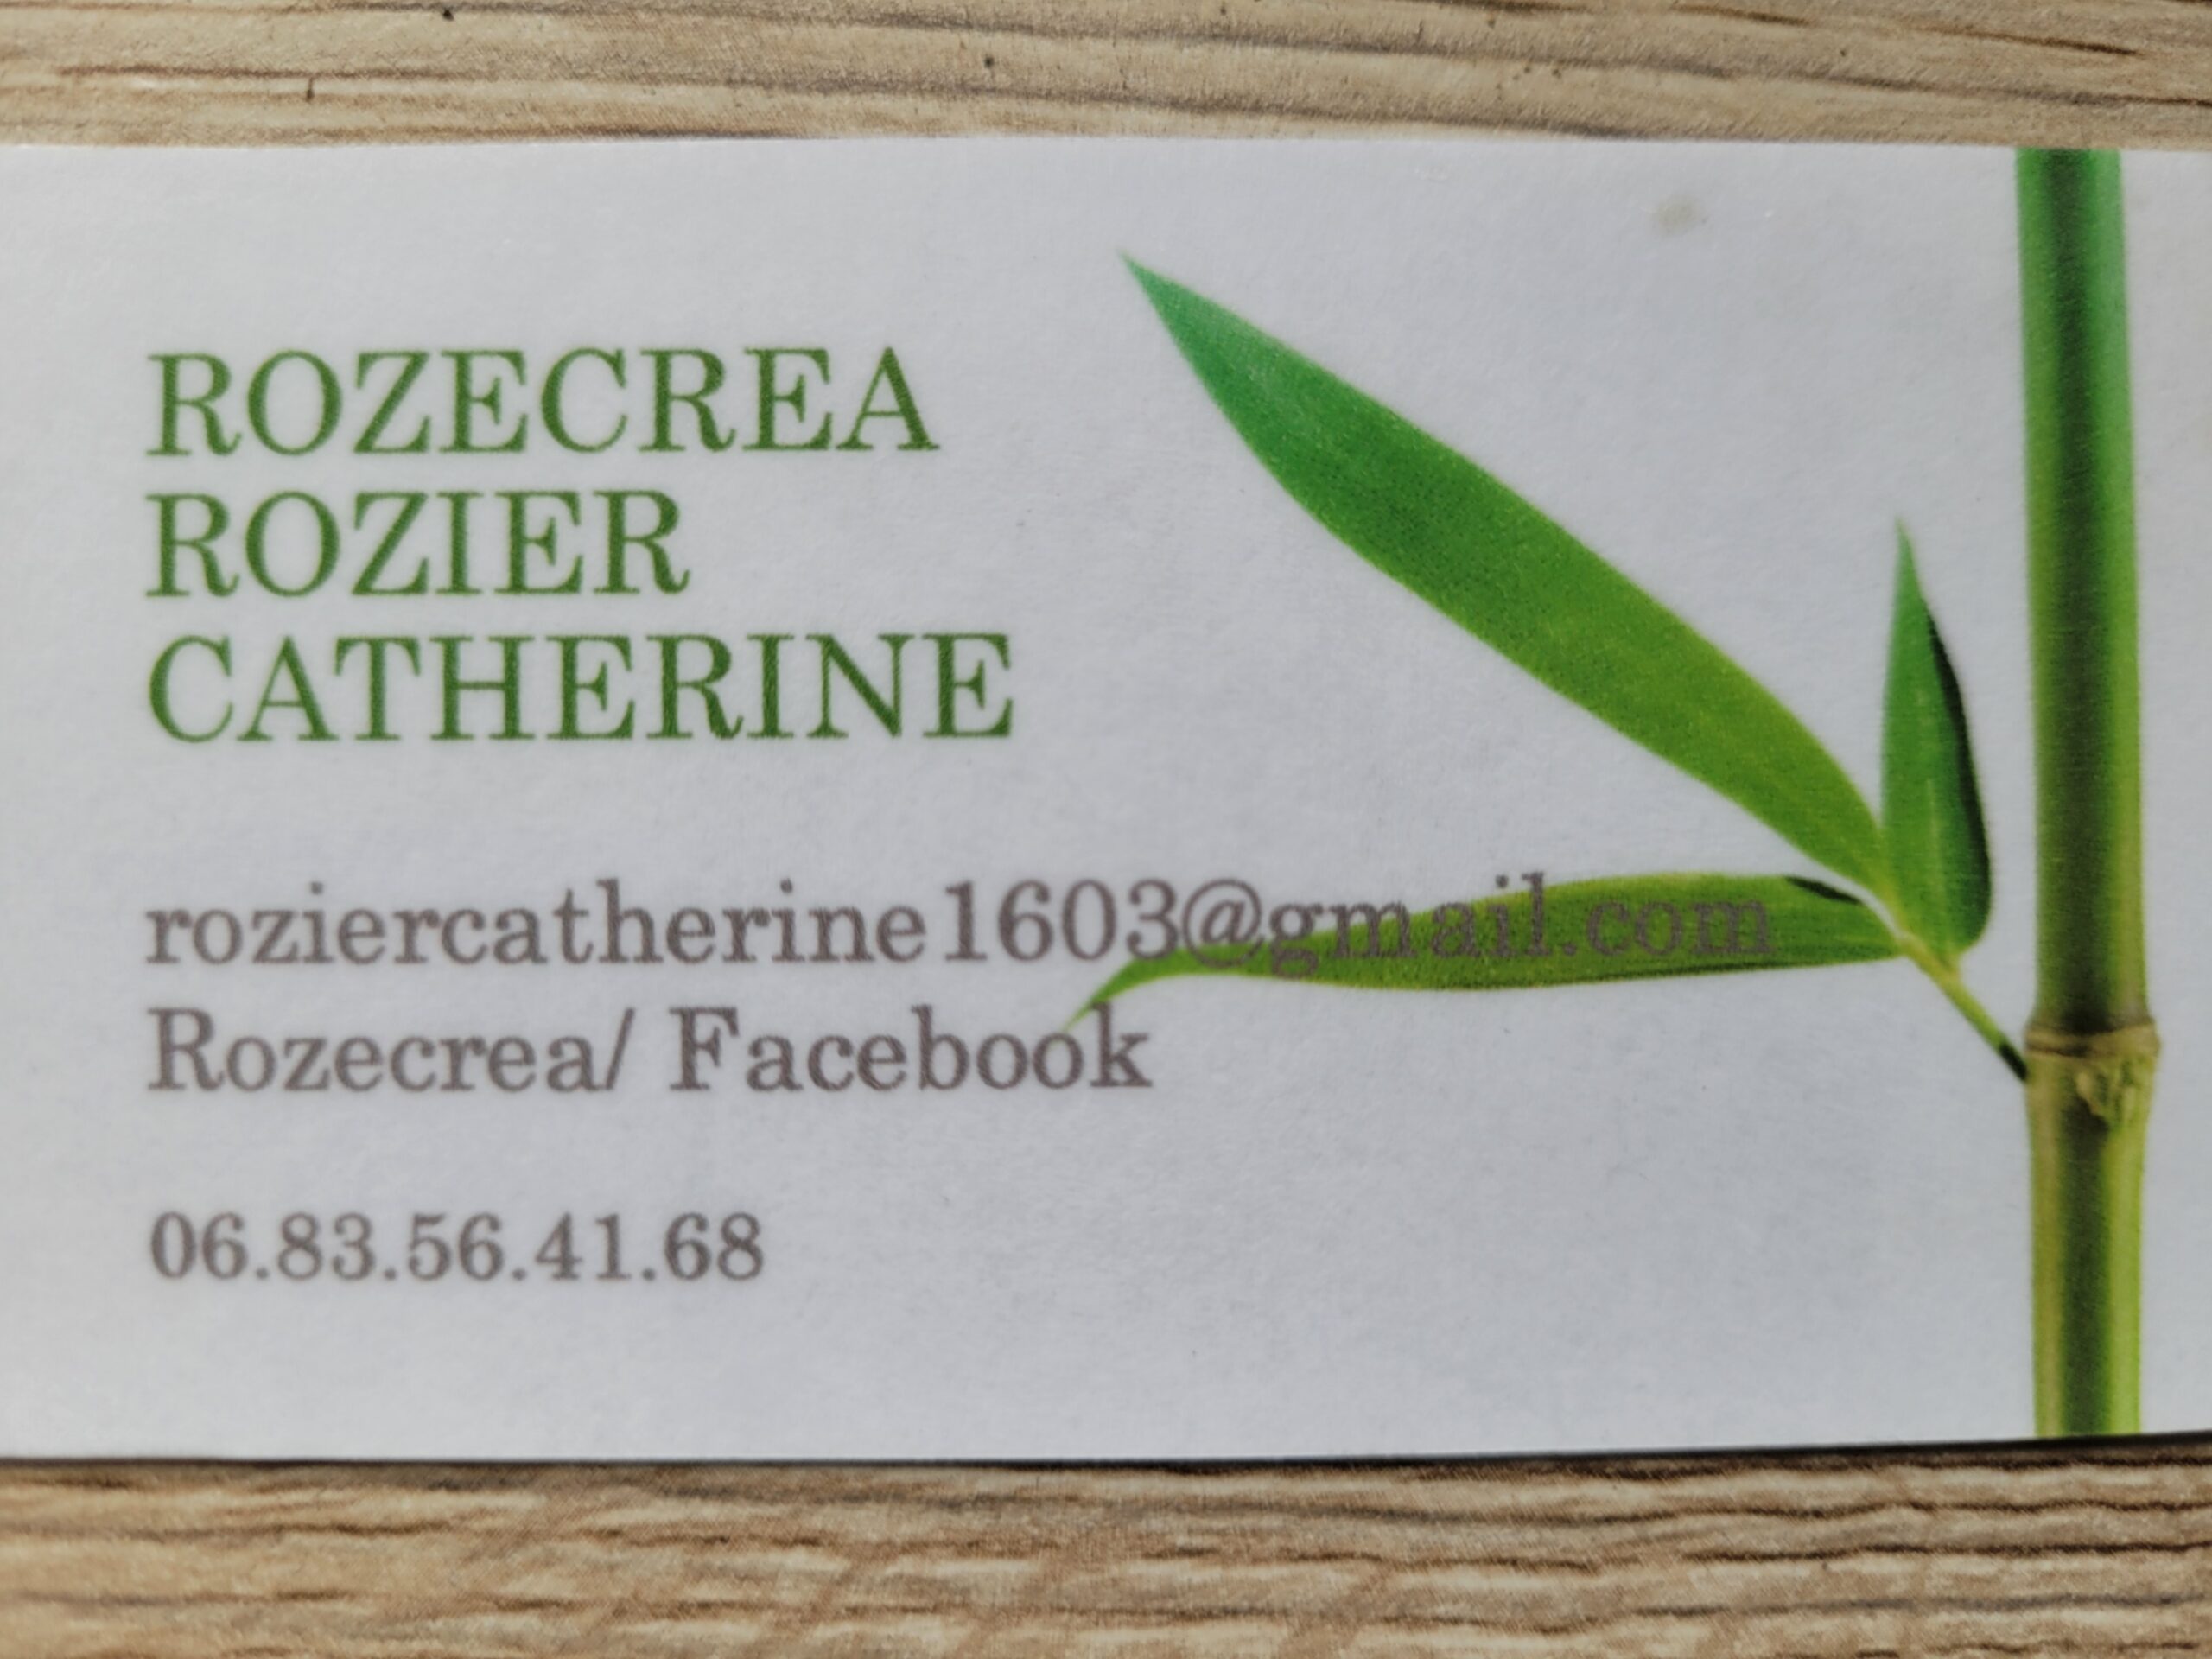 ROZECREA
ROZIER
CATHERINE
roziercatherine1603@gmail.com
Rozecrea/ Facebook
06.83.56.41.68